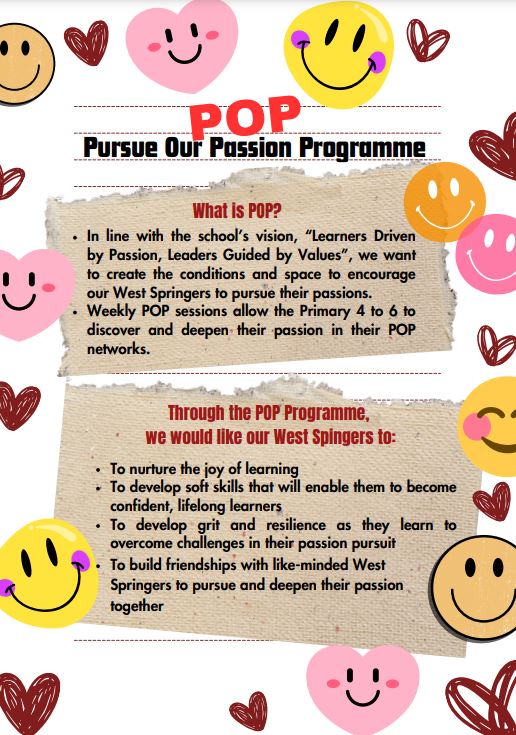 POP
Pursue Our Passion Programme
What is POP?
• In line with the school's vision, "Learners Driven
by Passion, Leaders Guided by Values", we want
to create the conditions and space to encourage
our West Springers to pursue their passions.
• Weekly POP sessions allow the Primary 4 to 6 to
discover and deepen their passion in their POP
networks.
Through the POP Programme,
we would like our West Spingers to:
• To nurture the joy of learning
• To develop soft skills that will enable them to become
confident, lifelong learners
• To develop grit and resilience as they learn to
overcome challenges in their passion pursuit
• To build friendships with like-minded West
Springers to pursue and deepen their passion
together